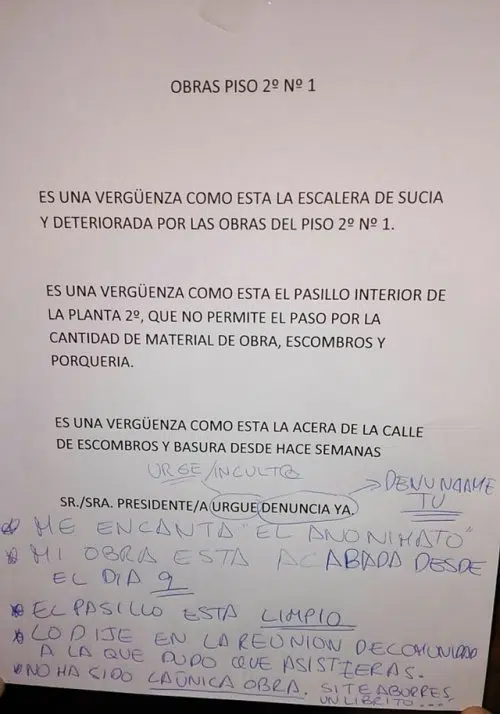 OBRAS PISO 2º Nº 1
ES UNA VERGÜENZA COMO ESTA LA ESCALERA DE SUCIA
Y DETERIORADA POR LAS OBRAS DEL PISO 2º Nº 1.
ES UNA VERGÜENZA COMO ESTA EL PASILLO INTERIOR DE
LA PLANTA 2º, QUE NO PERMITE EL PASO POR LA
CANTIDAD DE MATERIAL DE OBRA, ESCOMBROS Y
PORQUERIA.
ES UNA VERGÜENZA COMO ESTA LA ACERA DE LA CALLE
DE ESCOMBROS Y BASURA DESDE HACE SEMANAS
URGE/INCULT@
SR./SRA. PRESIDENTE/A URGUE DENUNCIA YA.
DENUNCIAME
TU
* ME ENCANTA "EL ANONIMATO"
* MI OBRA ESTA ACABADA DESDE
EL DIA 9
* EL PASILLO ESTA LIMPIO
* LO DIJE EN LA REUNION DE COMUNIDAD
A LA QUE DUDO QUE ASISTIERAS.
* NO HA SIDO LA ÚNICA OBRA. SI TE ABURRES
UN LIBRITO....